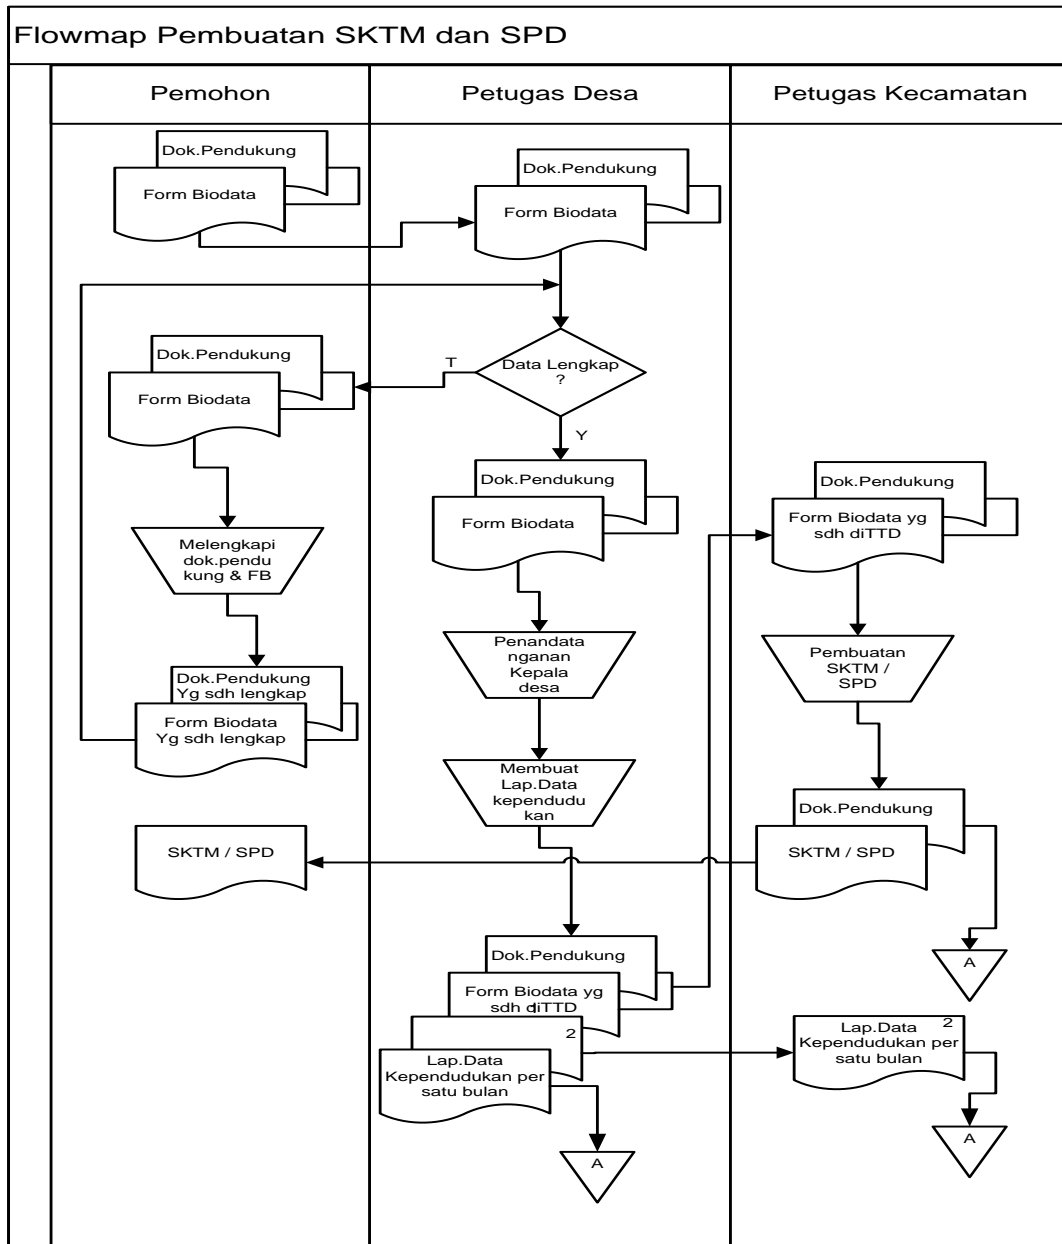 Flowmap Pembuatan SKTM dan SPD
Pemohon
Petugas Desa
Petugas Kecamatan
Dok.Pendukung
Form Biodata
Dok.Pendukung
Form Biodata
Data Lengkap
?
T
Y
Dok.Pendukung
Form Biodata
Melengkapi
dok.pendu
kung & FB
Dok.Pendukung
Yg sdh lengkap
Form Biodata
Yg sdh lengkap
SKTM / SPD
Dok.Pendukung
Form Biodata
Penandata
nganan
Kepala
desa
Membuat
Lap.Data
kependudu
kan
Dok.Pendukung
Form Biodata yg
sdh diTTD
1
2
Lap.Data
Kependudukan per
satu bulan
A
Dok.Pendukung
Form Biodata yg
sdh diTTD
Pembuatan
SKTM /
SPD
Dok.Pendukung
SKTM / SPD
A
2
Lap.Data
Kependudukan per
satu bulan
A